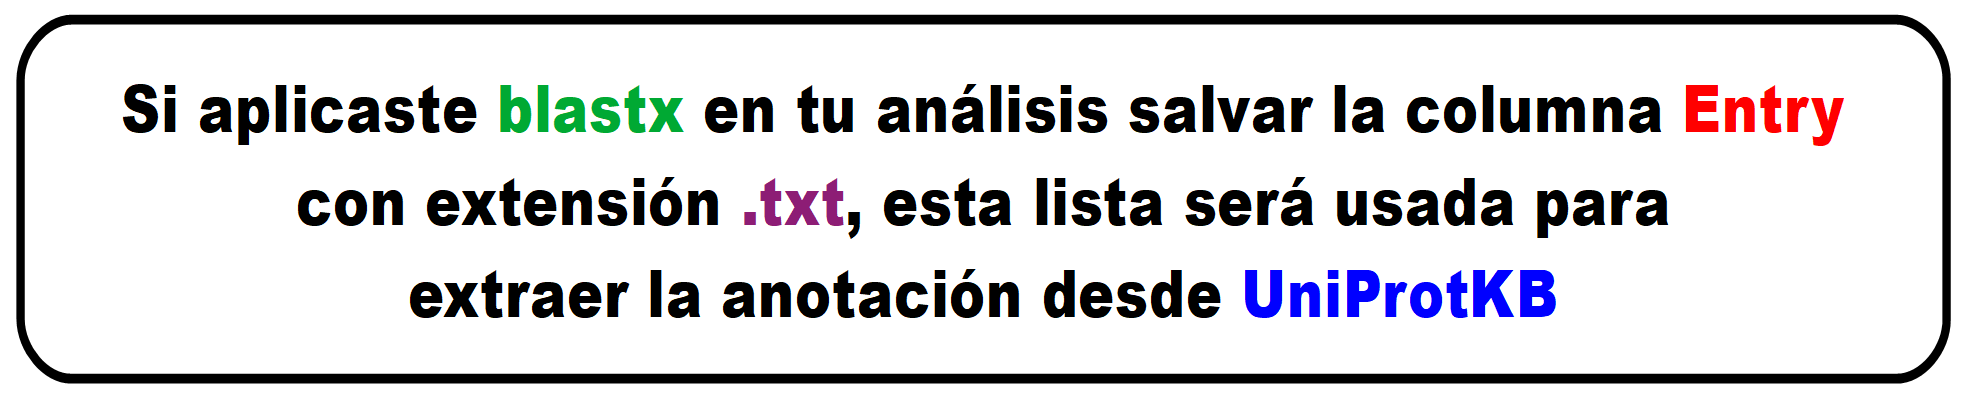 Si aplicaste blastx en tu análisis salvar la columna Entry
con extensión .txt, esta lista será usada para
extraer la anotación desde UniProtKB